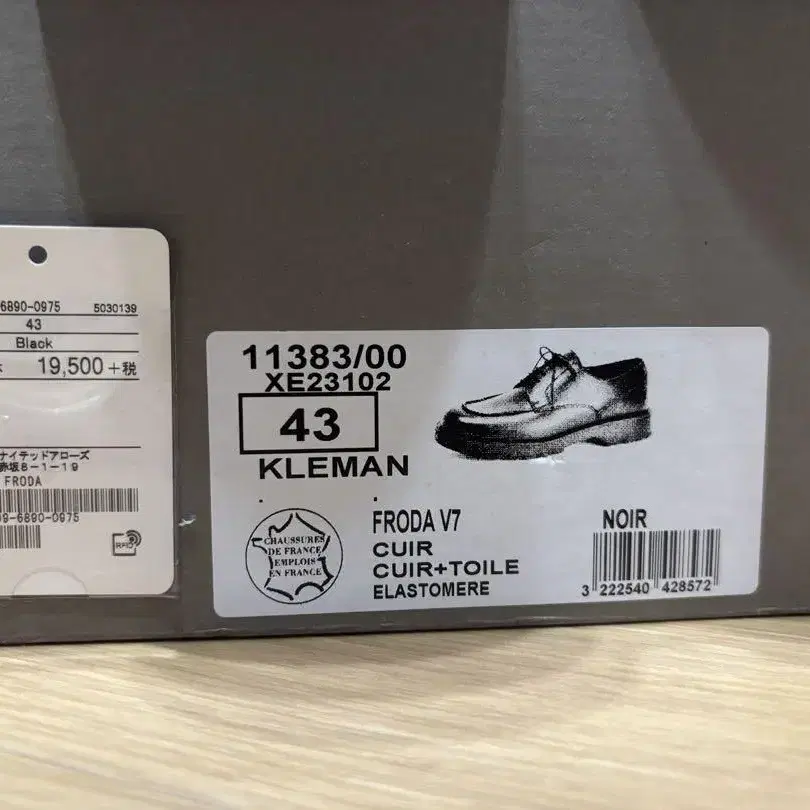 6890-0975 5030139
43
Black
19,500+税
ナイテッドアローズ
赤坂8-1-19
FRODA
9-6890-0975
RFID
11383/00
XE23102
43
KLEMAN
CHAUSSURES
DE FRANCE
EMPLOIS
EN FRANCE
FRODA V7
CUIR
CUIR+TOILE
ELASTOMERE
NOIR
3 222540 428572